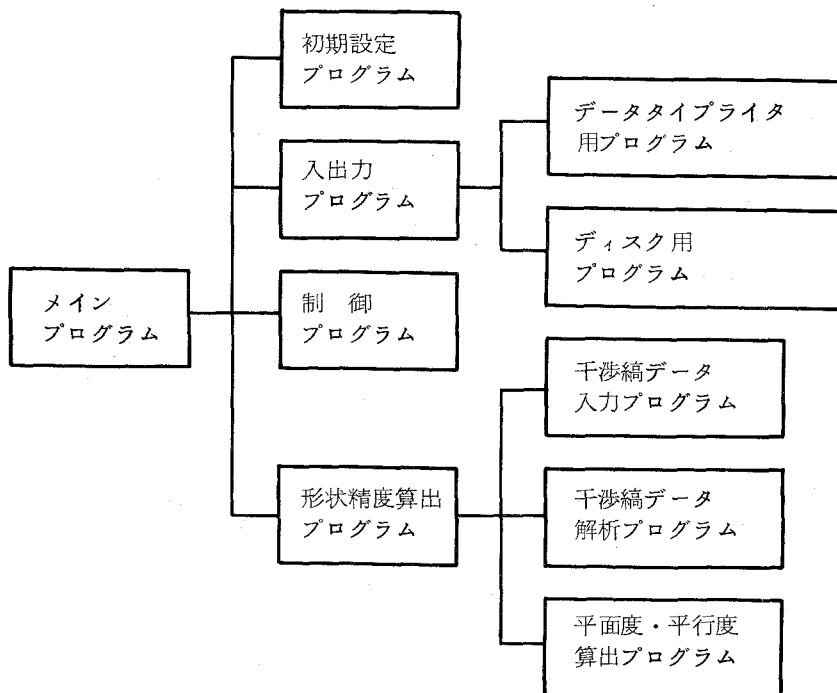 初期設定
プログラム
入出力
プログラム
データタイプライタ
用プログラム
ディスク用
プログラム
メイン
プログラム
制 御
プログラム
形状精度算出
プログラム
干渉縞データ
入力プログラム
干渉縞データ
解析プログラム
平面度・平行度
算出プログラム